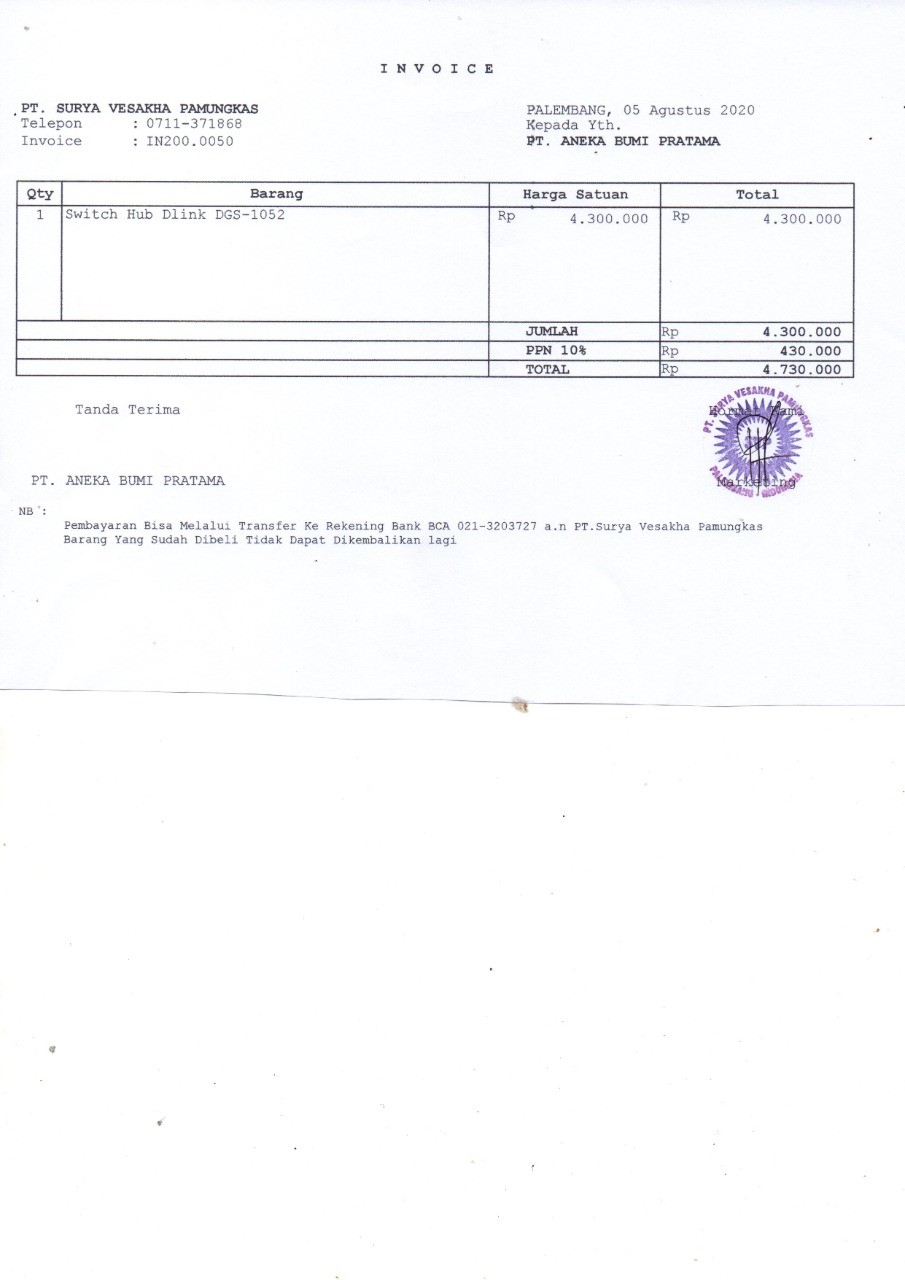 I N V O I C E
PT. SURYA VESAKHA PAMUNGKAS
Telepon : 0711-371868
Invoice : IN200.0050
PALEMBANG, 05 Agustus 2020
Kepada Yth.
PT. ANEKA BUMI PRATAMA
Qty Barang Harga Satuan Total
1 Switch Hub Dlink DGS-1052 Rp 4.300.000 Rp 4.300.000
JUMLAH Rp 4.300.000
PPN 10% Rp 430.000
TOTAL Rp 4.730.000
Tanda Terima
Hormat Kami
PT. SURYA VESAKHA PAMUNGKAS
PALEMBANG INDONESIA
PT. ANEKA BUMI PRATAMA
Marketing
NB :
Pembayaran Bisa Melalui Transfer Ke Rekening Bank BCA 021-3203727 a.n PT.Surya Vesakha Pamungkas
Barang Yang Sudah Dibeli Tidak Dapat Dikembalikan lagi